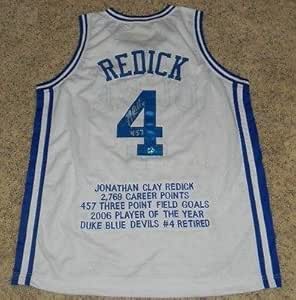 REDICK
4
457
JONATHAN CLAY REDICK
2,769 CAREER POINTS
457 THREE POINT FIELD GOALS
2006 PLAYER OF THE YEAR
DUKE BLUE DEVILS #4 RETIRED